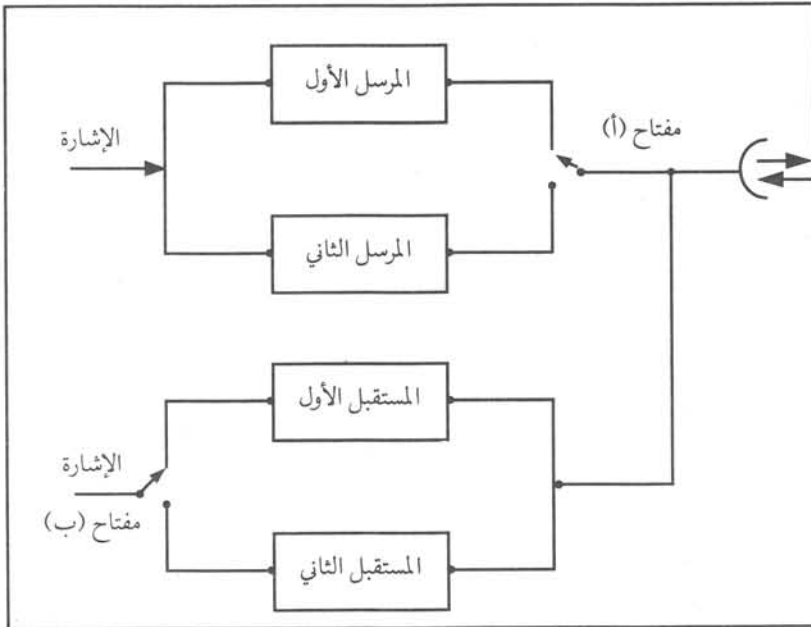 المرسل الأول
مفتاح (أ)
الإشارة
المرسل الثاني
المستقبل الأول
الإشارة
مفتاح (ب)
المستقبل الثاني